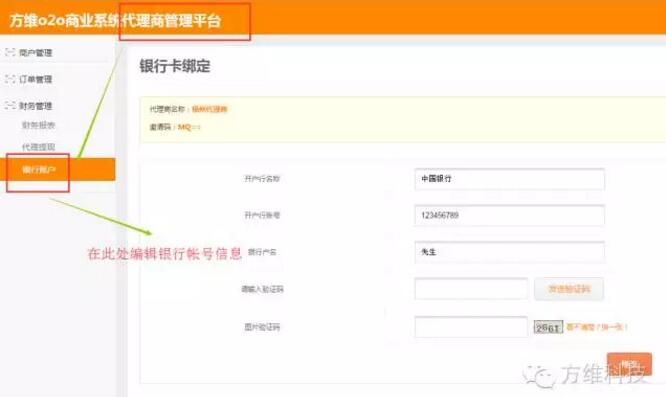 方维o2o商业系统代理商管理平台
商户管理
订单管理
财务管理
财务报表
代理提现
银行账户
银行卡绑定
代理商名称：扬州代理商
邀请码：MQ==
开户行名称
中国银行
开户行账号
123456789
银行户名
先生
请输入验证码
发送验证码
图片验证码
2961
看不清楚？换一张！
修改
在此处编辑银行帐号信息
方维科技